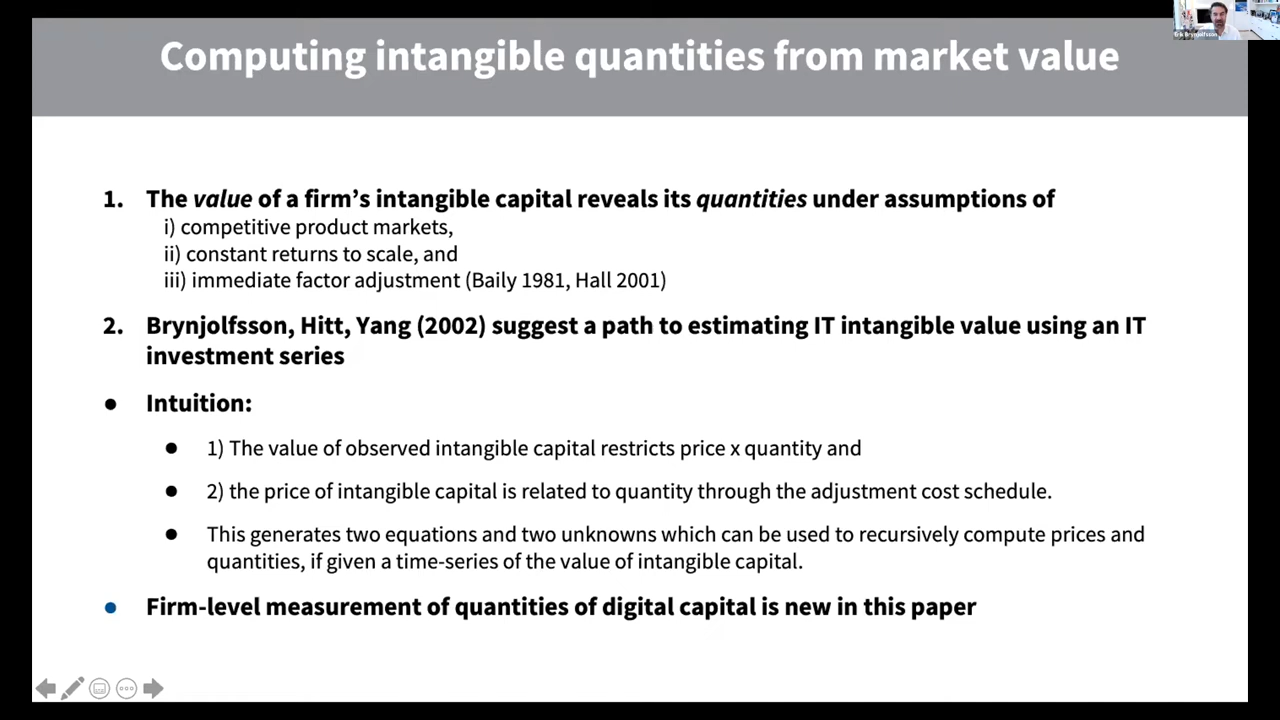 Erik Brynjolfsson
Computing intangible quantities from market value
1. The value of a firm's intangible capital reveals its quantities under assumptions of
i) competitive product markets,
ii) constant returns to scale, and
iii) immediate factor adjustment (Baily 1981, Hall 2001)
2. Brynjolfsson, Hitt, Yang (2002) suggest a path to estimating IT intangible value using an IT
investment series
● Intuition:
● 1) The value of observed intangible capital restricts price x quantity and
● 2) the price of intangible capital is related to quantity through the adjustment cost schedule.
● This generates two equations and two unknowns which can be used to recursively compute prices and
quantities, if given a time-series of the value of intangible capital.
● Firm-level measurement of quantities of digital capital is new in this paper